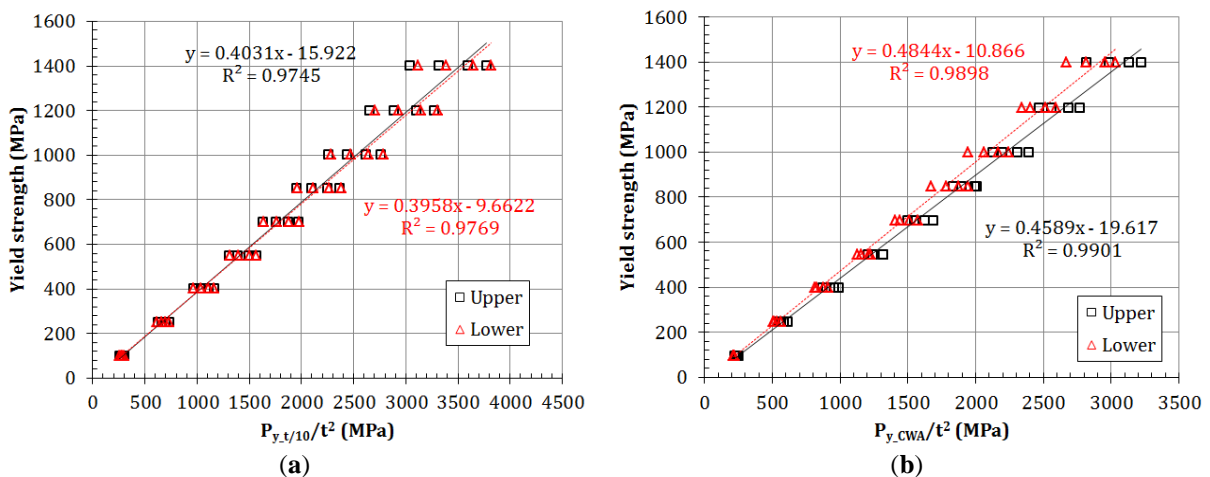 1600
1400
1200
1000
800
600
400
200
0
Yield strength (MPa)
y = 0.4031x - 15.922
R² = 0.9745
y = 0.3958x - 9.6622
R² = 0.9769
Upper
Lower
0 500 1000 1500 2000 2500 3000 3500 4000 4500
P_y_t/10/t² (MPa)
(a)
1600
1400
1200
1000
800
600
400
200
0
Yield strength (MPa)
y = 0.4844x - 10.866
R² = 0.9898
y = 0.4589x - 19.617
R² = 0.9901
Upper
Lower
0 500 1000 1500 2000 2500 3000 3500
P_y_CWA/t² (MPa)
(b)